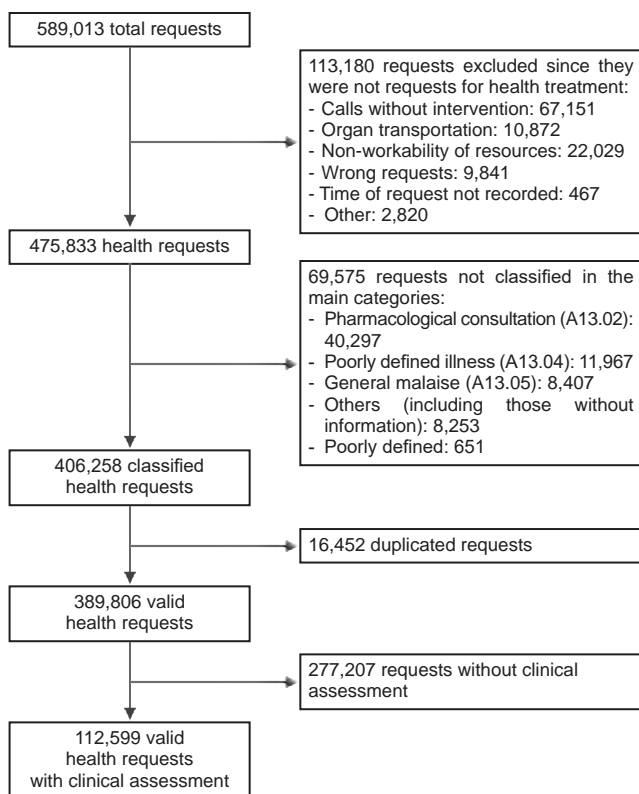 589,013 total requests
113,180 requests excluded since they
were not requests for health treatment:
- Calls without intervention: 67,151
- Organ transportation: 10,872
- Non-workability of resources: 22,029
- Wrong requests: 9,841
- Time of request not recorded: 467
- Other: 2,820
475,833 health requests
69,575 requests not classified in the
main categories:
- Pharmacological consultation (A13.02):
40,297
- Poorly defined illness (A13.04): 11,967
- General malaise (A13.05): 8,407
- Others (including those without
information): 8,253
- Poorly defined: 651
406,258 classified
health requests
16,452 duplicated requests
389,806 valid
health requests
277,207 requests without clinical
assessment
112,599 valid
health requests
with clinical assessment